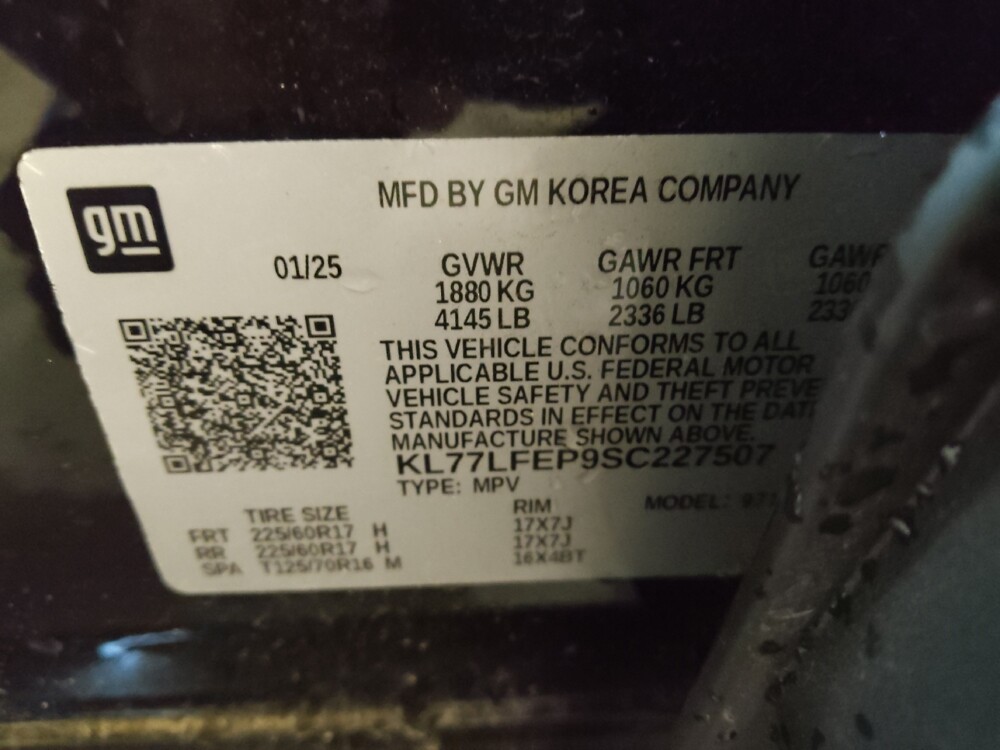 gm
MFD BY GM KOREA COMPANY
01/25 GVWR GAWR FRT
1880 KG 1060 KG 1060
4145 LB 2336 LB
THIS VEHICLE CONFORMS TO ALL
APPLICABLE U.S. FEDERAL MOTOR
VEHICLE SAFETY AND THEFT
STANDARDS IN EFFECT ON THE
MANUFACTURE SHOWN ABOVE.
KL77LFEP9SC227507
TYPE: MPV MODEL:
TIRE SIZE RIM
FRT 225/60R17 H 17X7J
RR 225/60R17 H 17X7J
SPA T125/70R16 M 16X4BT